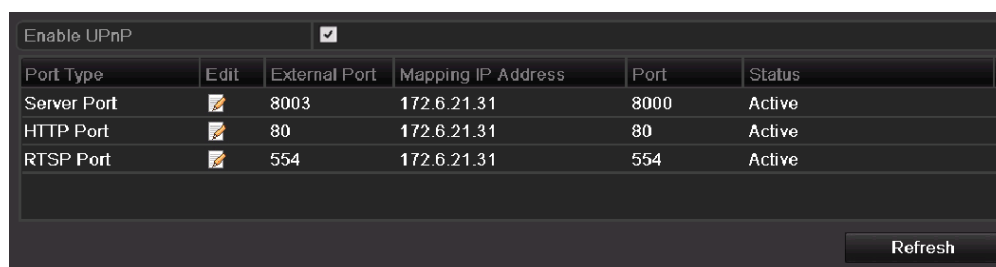 Enable UPnP
Port Type Edit External Port Mapping IP Address Port Status
Server Port 8003 172.6.21.31 8000 Active
HTTP Port 80 172.6.21.31 80 Active
RTSP Port 554 172.6.21.31 554 Active
Refresh